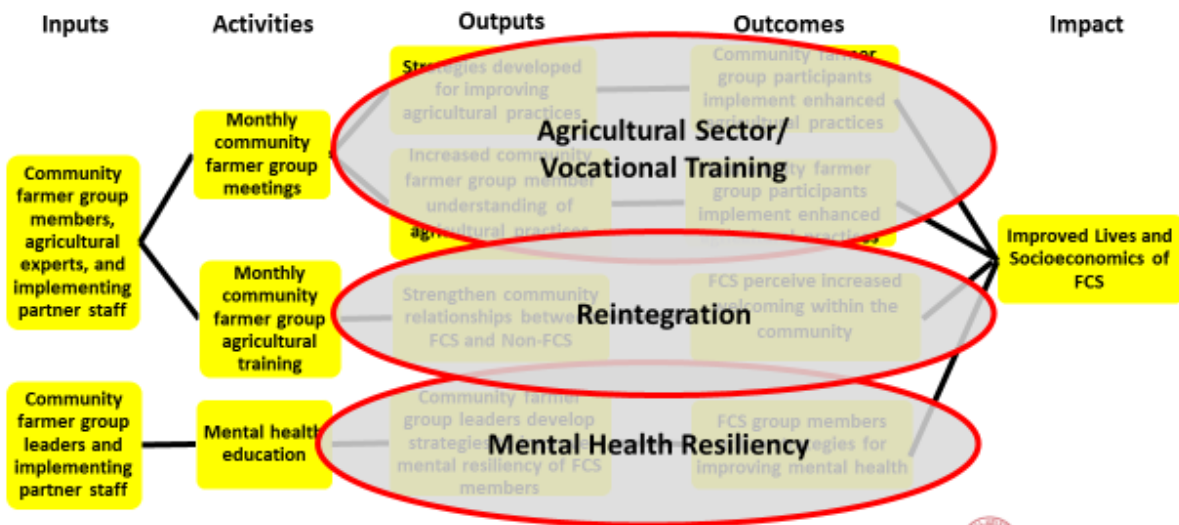 Inputs
Activities
Outputs
Outcomes
Impact
Community
farmer group
members,
agricultural
experts, and
implementing
partner staff
Community
farmer group
leaders and
implementing
partner staff
Monthly
community
farmer group
meetings
Monthly
community
farmer group
agricultural
training
Mental health
education
Strategies developed
for improving
agricultural practices
Increased community
farmer group member
understanding of
agricultural practices
Strengthen community
relationships between
FCS and Non-FCS
Community farmer
group leaders develop
strategies
mental resiliency of FCS
members
Community farmer
group participants
implement enhanced
agricultural practices
Community farmer
group participants
implement enhanced
agricultural practices
FCS perceive increased
welcoming within the
community
FCS group members
strategies for
improving mental health
Agricultural Sector/
Vocational Training
Reintegration
Mental Health Resiliency
Improved Lives and
Socioeconomics of
FCS